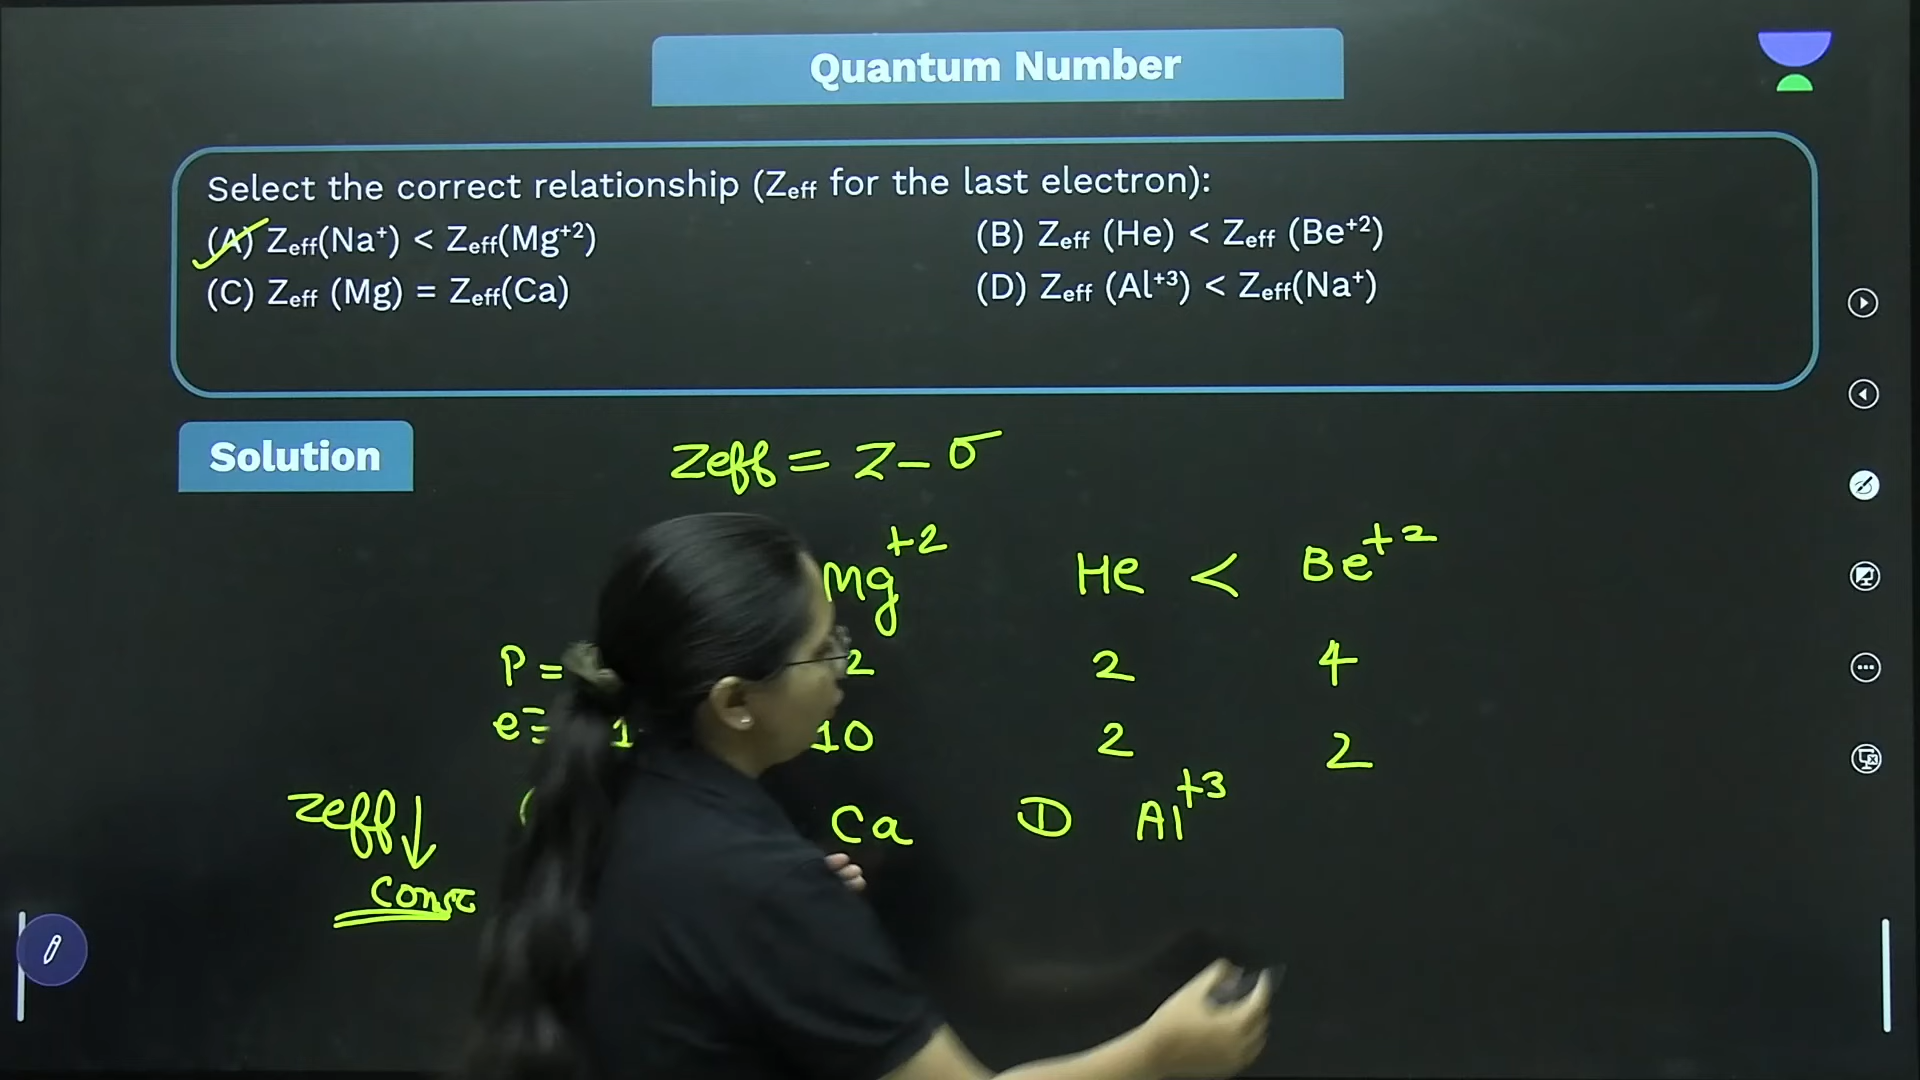 Quantum Number
Select the correct relationship (Zeff for the last electron):
(A) Zeff(Na⁺) < Zeff(Mg⁺²)
(B) Zeff (He) < Zeff (Be⁺²)
(C) Zeff (Mg) = Zeff(Ca)
(D) Zeff (Al⁺³) < Zeff(Na⁺)
Solution
Zeff = Z – σ
Mg⁺² He < Be⁺²
P = 2 2 4
e⁻ = 1 10 2 2
Zeff ↓ Ca D Al⁺³